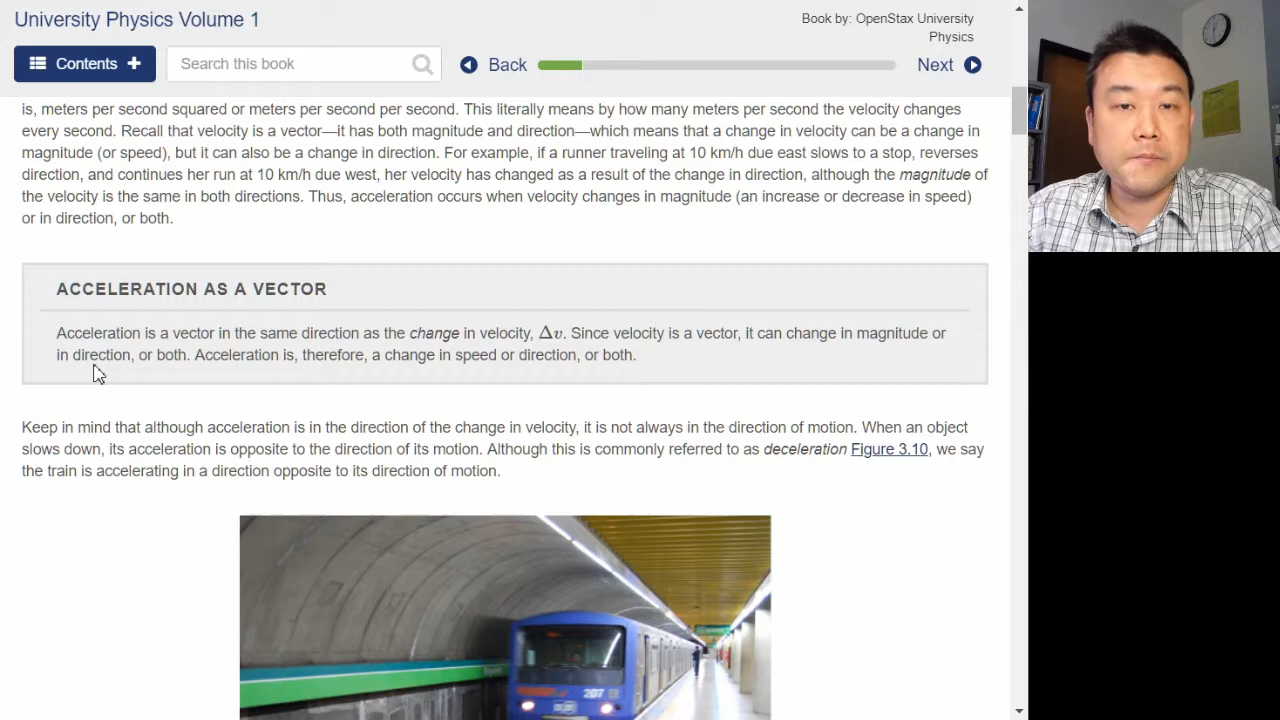 University Physics Volume 1
Book by: OpenStax University
Physics
Contents
Search this book
Back
Next
is, meters per second squared or meters per second per second. This literally means by how many meters per second the velocity changes
every second. Recall that velocity is a vector—it has both magnitude and direction—which means that a change in velocity can be a change in
magnitude (or speed), but it can also be a change in direction. For example, if a runner traveling at 10 km/h due east slows to a stop, reverses
direction, and continues her run at 10 km/h due west, her velocity has changed as a result of the change in direction, although the magnitude of
the velocity is the same in both directions. Thus, acceleration occurs when velocity changes in magnitude (an increase or decrease in speed)
or in direction, or both.
ACCELERATION AS A VECTOR
Acceleration is a vector in the same direction as the change in velocity, Δv. Since velocity is a vector, it can change in magnitude or
in direction, or both. Acceleration is, therefore, a change in speed or direction, or both.
Keep in mind that although acceleration is in the direction of the change in velocity, it is not always in the direction of motion. When an object
slows down, its acceleration is opposite to the direction of its motion. Although this is commonly referred to as deceleration Figure 3.10, we say
the train is accelerating in a direction opposite to its direction of motion.
207